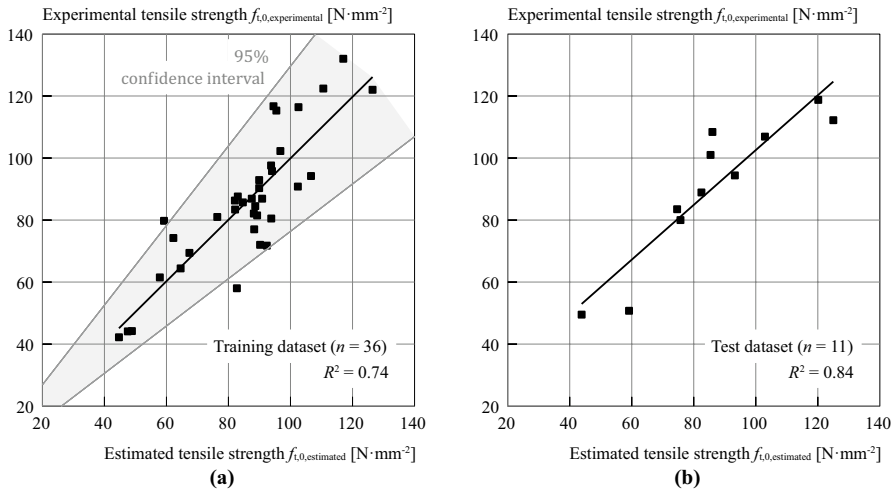 Experimental tensile strength ft,0,experimental [N·mm-2]
140
120
100
80
60
40
20
20 40 60 80 100 120 140
95%
confidence interval
Training dataset (n = 36)
R2 = 0.74
Estimated tensile strength ft,0,estimated [N·mm-2]
(a)
Experimental tensile strength ft,0,experimental [N·mm-2]
140
120
100
80
60
40
20
20 40 60 80 100 120 140
Test dataset (n = 11)
R2 = 0.84
Estimated tensile strength ft,0,estimated [N·mm-2]
(b)